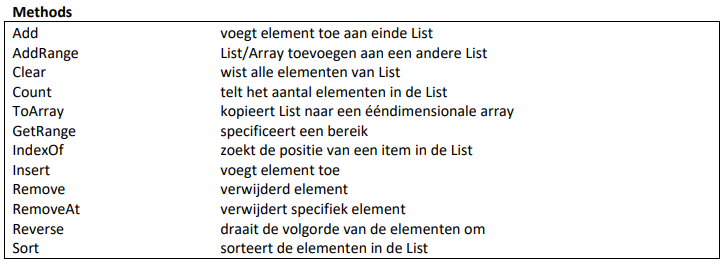 Methods
Add voegt element toe aan einde List
AddRange List/Array toevoegen aan een andere List
Clear wist alle elementen van List
Count telt het aantal elementen in de List
ToArray kopieert List naar een ééndimensionale array
GetRange specificeert een bereik
IndexOf zoekt de positie van een item in de List
Insert voegt element toe
Remove verwijderd element
RemoveAt verwijdert specifiek element
Reverse draait de volgorde van de elementen om
Sort sorteert de elementen in de List